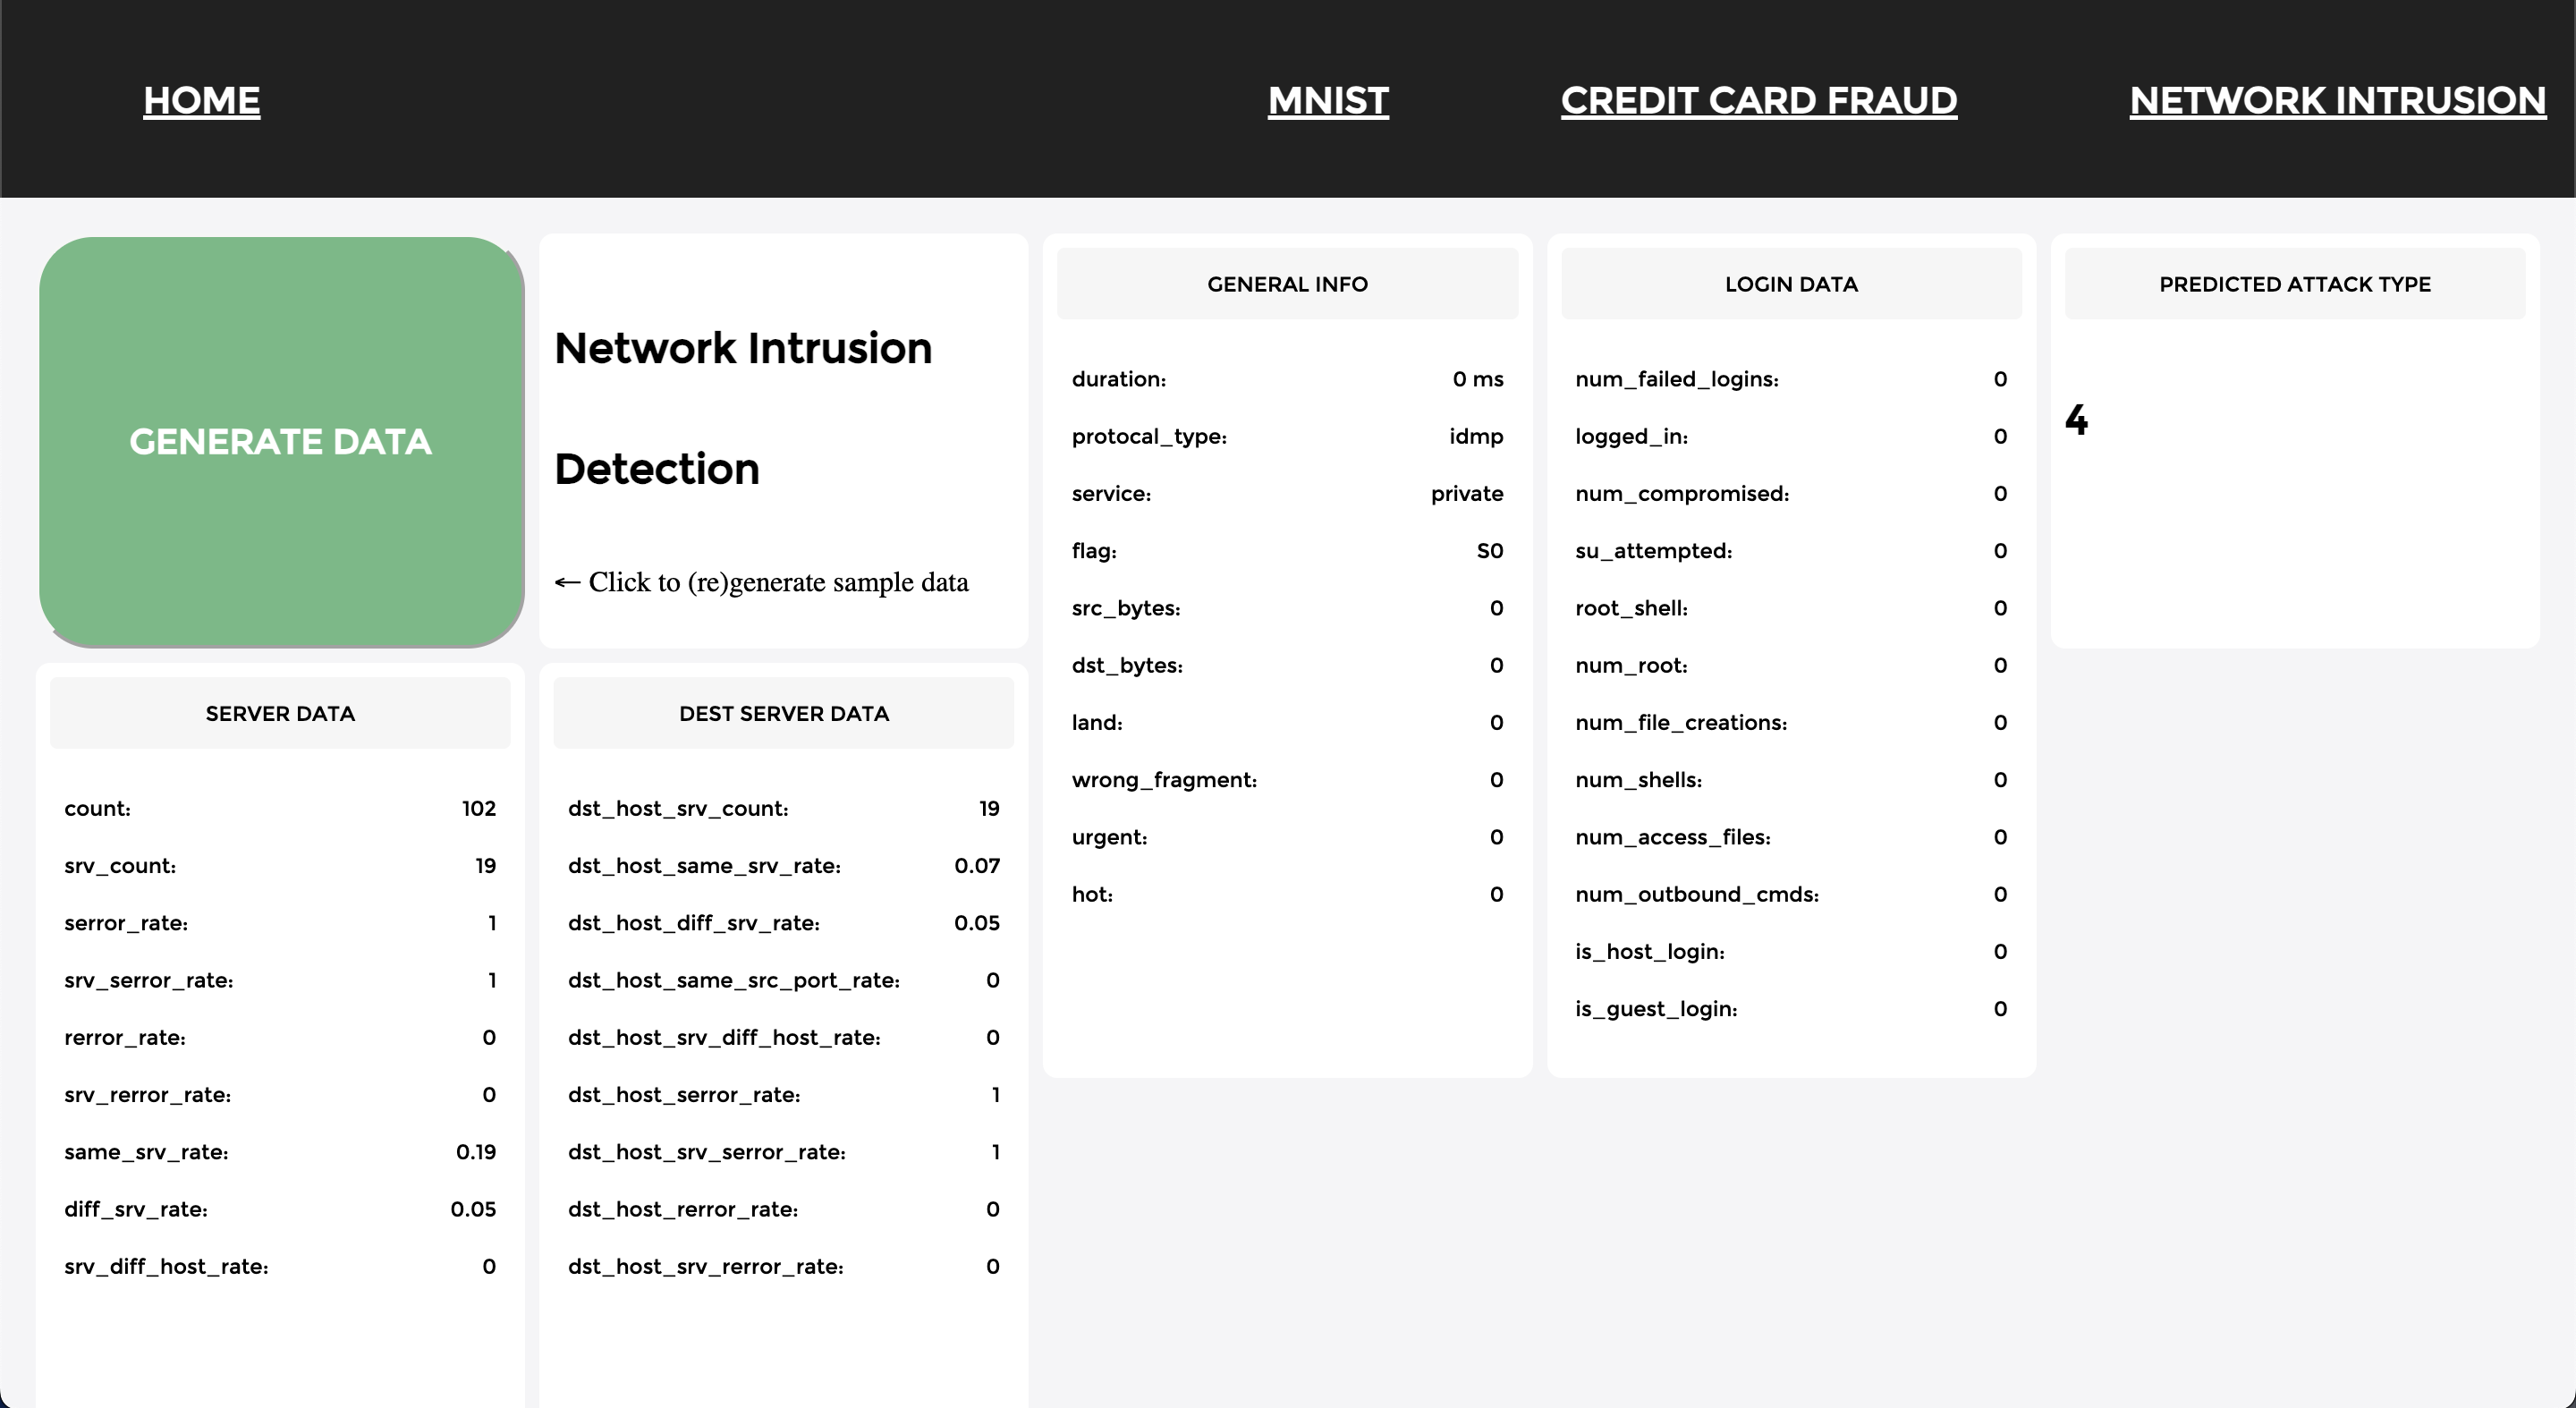 HOME MNIST CREDIT CARD FRAUD NETWORK INTRUSION
GENERATE DATA
Network Intrusion
Detection
← Click to (re)generate sample data
GENERAL INFO
duration: 0 ms
protocal_type: idmp
service: private
flag: S0
src_bytes: 0
dst_bytes: 0
land: 0
wrong_fragment: 0
urgent: 0
hot: 0
LOGIN DATA
num_failed_logins: 0
logged_in: 0
num_compromised: 0
su_attempted: 0
root_shell: 0
num_root: 0
num_file_creations: 0
num_shells: 0
num_access_files: 0
num_outbound_cmds: 0
is_host_login: 0
is_guest_login: 0
PREDICTED ATTACK TYPE
4
SERVER DATA
count: 102
srv_count: 19
serror_rate: 1
srv_serror_rate: 1
rerror_rate: 0
srv_rerror_rate: 0
same_srv_rate: 0.19
diff_srv_rate: 0.05
srv_diff_host_rate: 0
DEST SERVER DATA
dst_host_srv_count: 19
dst_host_same_srv_rate: 0.07
dst_host_diff_srv_rate: 0.05
dst_host_same_src_port_rate: 0
dst_host_srv_diff_host_rate: 0
dst_host_serror_rate: 1
dst_host_srv_serror_rate: 1
dst_host_rerror_rate: 0
dst_host_srv_rerror_rate: 0